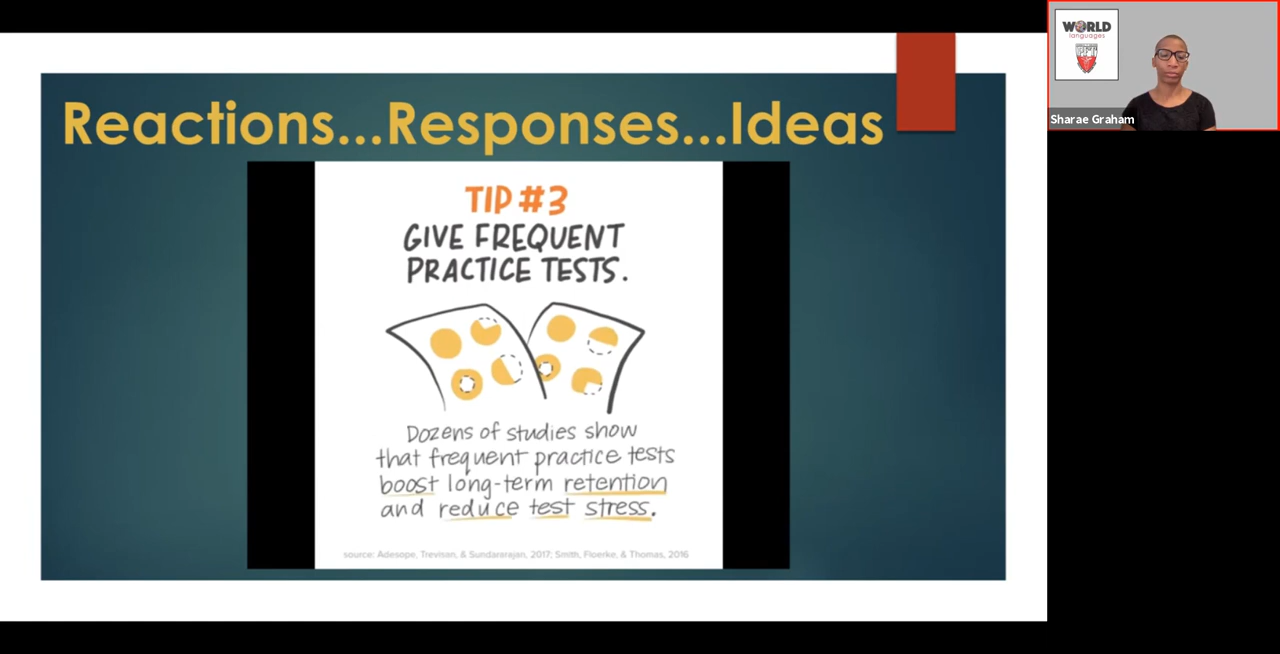 Reactions...Responses...Ideas
TIP #3
GIVE FREQUENT
PRACTICE TESTS.
Dozens of studies show
that frequent practice tests
boost long-term retention
and reduce test stress.
source: Adesope, Trevisan, & Sundararajan, 2017; Smith, Floerke, & Thomas, 2016
WORLD
languages
Sharae Graham